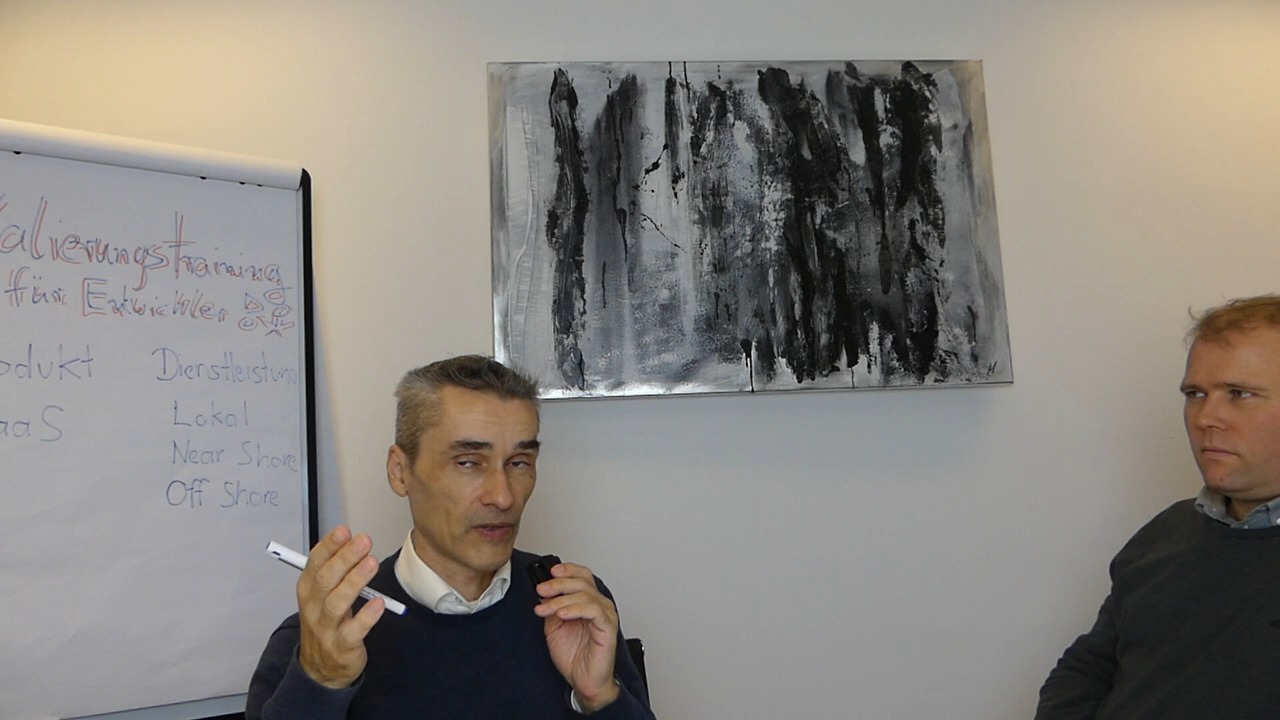 alierungstraining
für Entwickler
odukt Dienstleistung
aaS Lokal
Near Shore
Off Shore